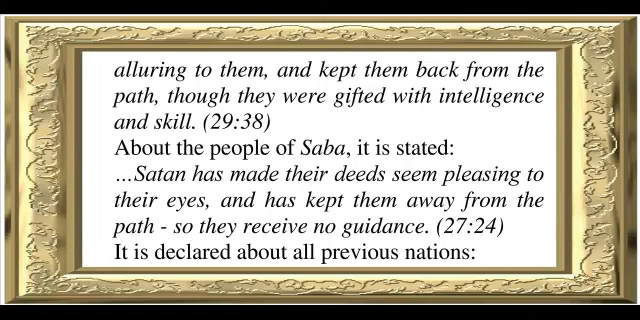 alluring to them, and kept them back from the
path, though they were gifted with intelligence
and skill. (29:38)
About the people of Saba, it is stated:
…Satan has made their deeds seem pleasing to
their eyes, and has kept them away from the
path - so they receive no guidance. (27:24)
It is declared about all previous nations: